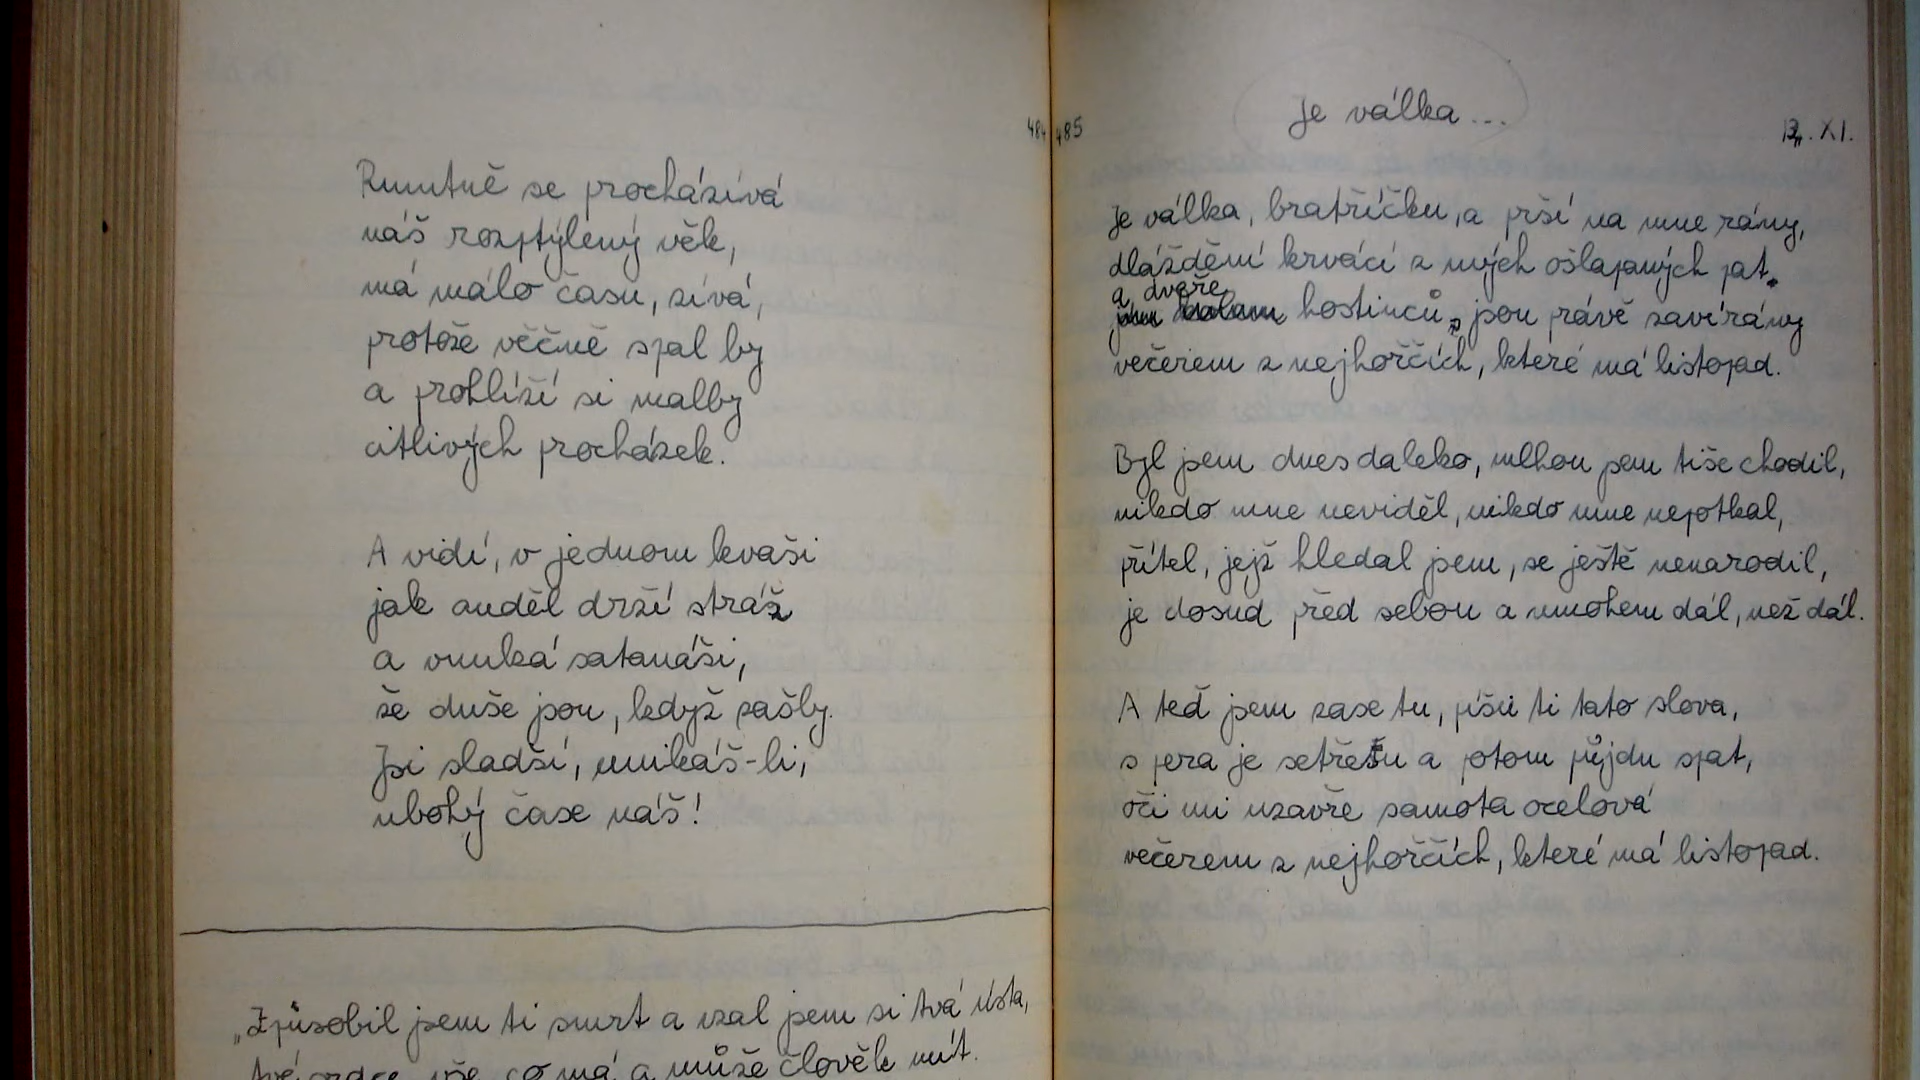 484
Rmutně se procházívá
náš rozptýlený věk,
má málo času, zívá,
protože věčně spal by
a prohlíží si malby
citlivých procházek.
A vidí, v jednom kvaši
jak anděl drží stráž
a vnuká satanáši,
že duše jsou, když zašly.
Jsi sladší, unikáš-li,
ubohý čase náš!
„Způsobil jsem ti smrt a vzal jsem si tvá ústa,
tvé srdce, vše, co má a může člověk mít.
485
Je válka...
XI.
Je válka, bratříčku, a prší na mne rány,
dláždění krvácí z mých ošlapaných pat.
a dveře
hostinců jsou právě zavírány
večerem z nejhorčích, které má listopad.
Byl jsem dnes daleko, mlhou jsem tiše chodil,
nikdo mne neviděl, nikdo mne nepotkal,
přítel, jejž hledal jsem, se ještě nenarodil,
je dosud před sebou a mnohem dál, než dál.
A teď jsem zase tu, píši ti tato slova,
s pera je setřesu a potom půjdu spat,
oči mi uzavře samota ocelová
večerem z nejhorčích, které má listopad.